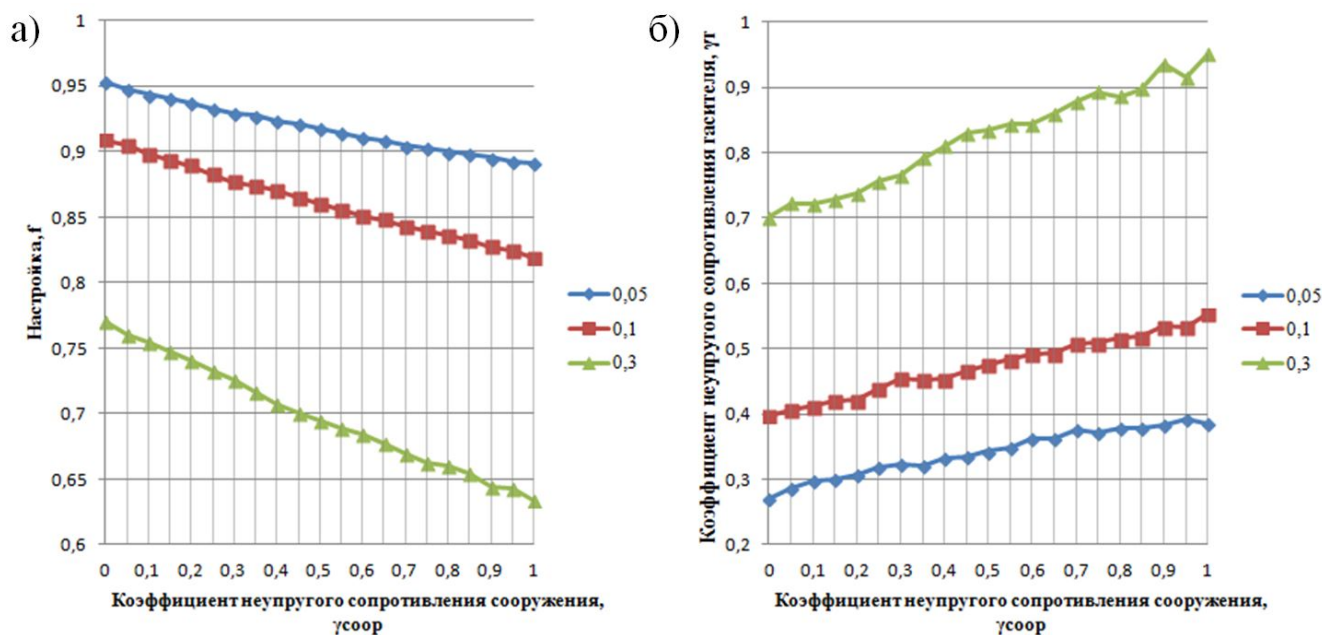 а)
1
0,95
0,9
0,85
0,8
0,75
0,7
0,65
0,6
Настройка, f
0 0,1 0,2 0,3 0,4 0,5 0,6 0,7 0,8 0,9 1
Коэффициент неупругого сопротивления сооружения,
γсоор
0,05
0,1
0,3
б)
1
0,9
0,8
0,7
0,6
0,5
0,4
0,3
0,2
Коэффициент неупругого сопротивления гасителя, γг
0 0,1 0,2 0,3 0,4 0,5 0,6 0,7 0,8 0,9 1
Коэффициент неупругого сопротивления сооружения,
γсоор
0,05
0,1
0,3